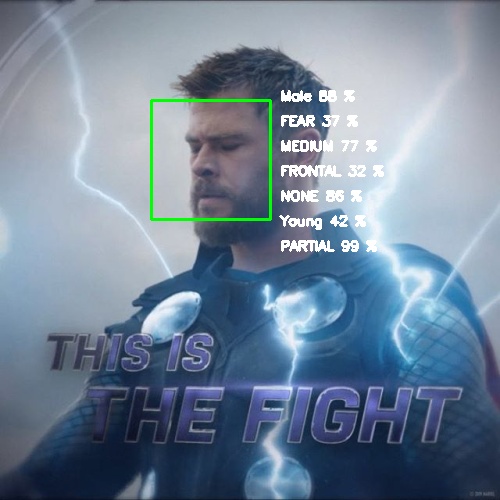 Male 88 %
FEAR 37 %
MEDIUM 77 %
FRONTAL 32 %
NONE 86 %
Young 42 %
PARTIAL 99 %
THIS IS
THE FIGHT